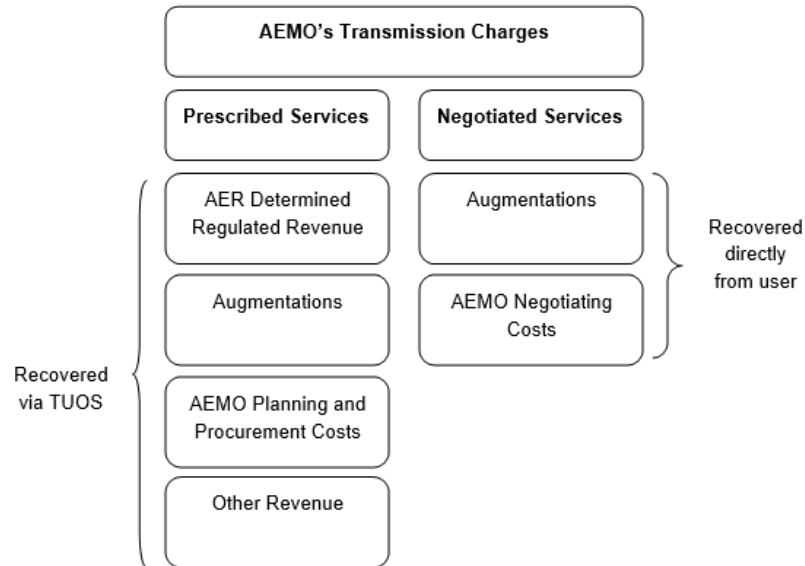 AEMO’s Transmission Charges
Prescribed Services
Negotiated Services
AER Determined
Regulated Revenue
Augmentations
AEMO Planning and
Procurement Costs
Other Revenue
Recovered
via TUOS
Augmentations
AEMO Negotiating
Costs
Recovered
directly
from user